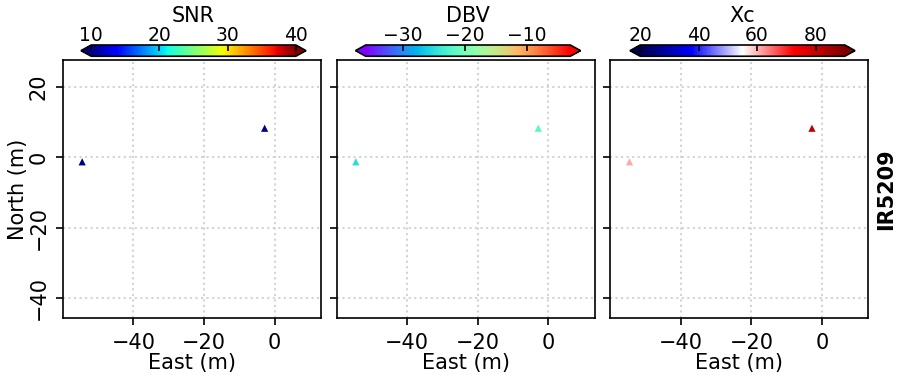 SNR DBV Xc
10 20 30 40 −30 −20 −10 20 40 60 80
20
0
−20
−40
North (m)
−40 −20 0 −40 −20 0 −40 −20 0
East (m) East (m) East (m)
IR5209